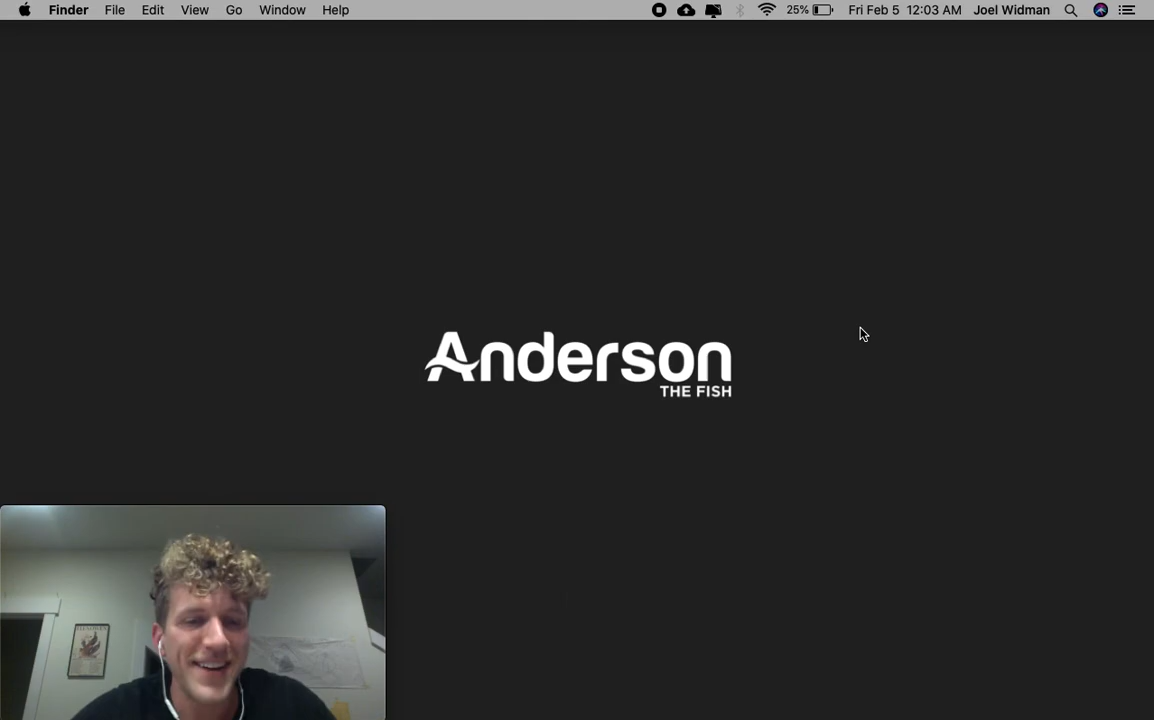 Finder File Edit View Go Window Help 25% Fri Feb 5 12:03 AM Joel Widman
Anderson
THE FISH